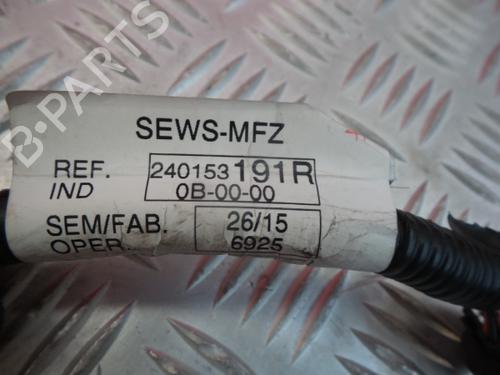 B-PARTS
SEWS-MFZ
REF. 240153191R
IND 0B-00-00
SEM/FAB. 26/15
OPER. 6925